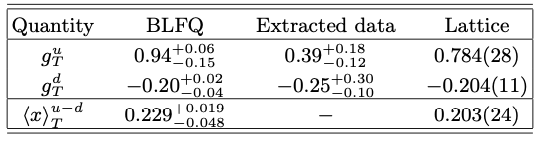 Quantity BLFQ Extracted data Lattice
g_T^u 0.94^{+0.06}_{-0.15} 0.39^{+0.18}_{-0.12} 0.784(28)
g_T^d −0.20^{+0.02}_{-0.04} −0.25^{+0.30}_{-0.10} −0.204(11)
⟨x⟩_T^{u−d} 0.229^{+0.019}_{-0.048} − 0.203(24)